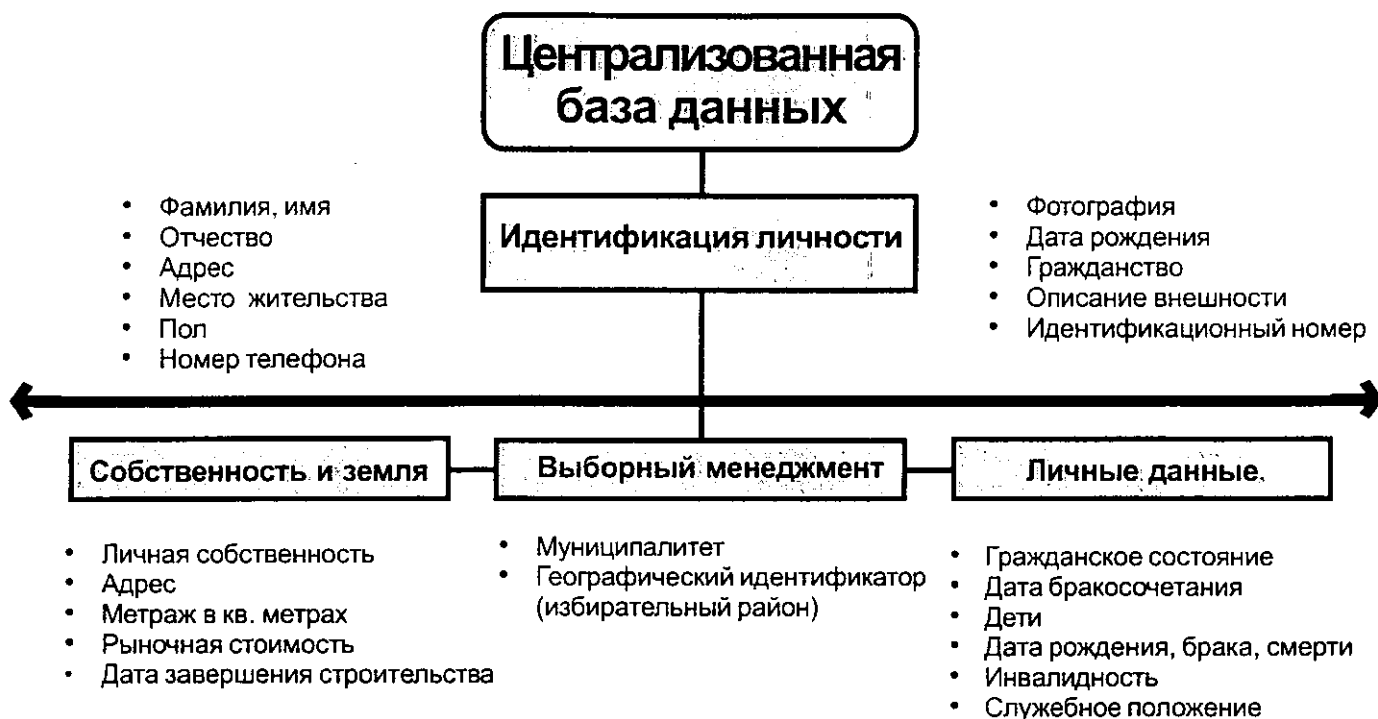 Централизованная
база данных
• Фамилия, имя
• Отчество
• Адрес
• Место жительства
• Пол
• Номер телефона
Идентификация личности
• Фотография
• Дата рождения
• Гражданство
• Описание внешности
• Идентификационный номер
Собственность и земля
Выборный менеджмент
Личные данные.
• Личная собственность
• Адрес
• Метраж в кв. метрах
• Рыночная стоимость
• Дата завершения строительства
• Муниципалитет
• Географический идентификатор
(избирательный район)
• Гражданское состояние
• Дата бракосочетания
• Дети
• Дата рождения, брака, смерти
• Инвалидность
• Служебное положение